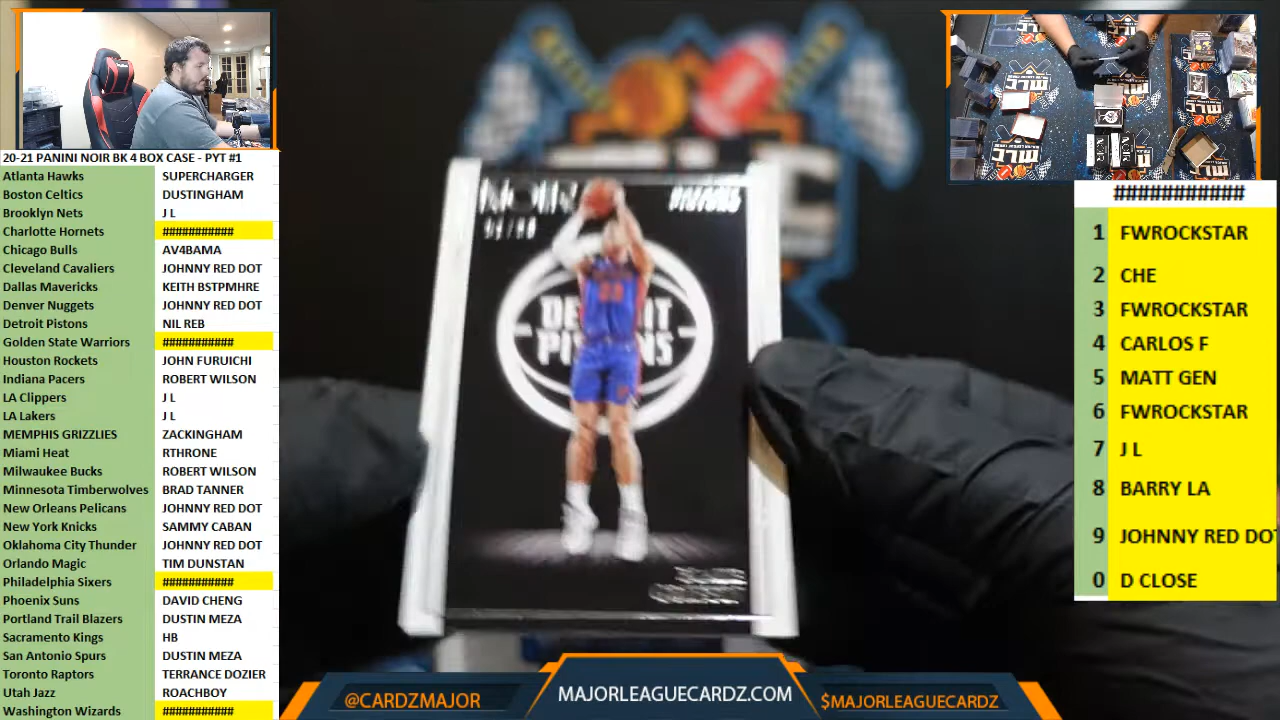 20-21 PANINI NOIR BK 4 BOX CASE - PYT #1
Atlanta Hawks SUPERCHARGER
Boston Celtics DUSTINGHAM
Brooklyn Nets J L
Charlotte Hornets ###########
Chicago Bulls AV4BAMA
Cleveland Cavaliers JOHNNY RED DOT
Dallas Mavericks KEITH BSTPMHRE
Denver Nuggets JOHNNY RED DOT
Detroit Pistons NIL REB
Golden State Warriors ###########
Houston Rockets JOHN FURUICHI
Indiana Pacers ROBERT WILSON
LA Clippers J L
LA Lakers J L
MEMPHIS GRIZZLIES ZACKINGHAM
Miami Heat RTHRONE
Milwaukee Bucks ROBERT WILSON
Minnesota Timberwolves BRAD TANNER
New Orleans Pelicans JOHNNY RED DOT
New York Knicks SAMMY CABAN
Oklahoma City Thunder JOHNNY RED DOT
Orlando Magic TIM DUNSTAN
Philadelphia Sixers ###########
Phoenix Suns DAVID CHENG
Portland Trail Blazers DUSTIN MEZA
Sacramento Kings HB
San Antonio Spurs DUSTIN MEZA
Toronto Raptors TERRANCE DOZIER
Utah Jazz ROACHBOY
Washington Wizards ###########
NOIR
DETROIT
PISTONS
###########
1 FWROCKSTAR
2 CHE
3 FWROCKSTAR
4 CARLOS F
5 MATT GEN
6 FWROCKSTAR
7 J L
8 BARRY LA
9 JOHNNY RED DOT
0 D CLOSE
@CARDZMAJOR
MAJORLEAGUECARDZ.COM
$MAJORLEAGUECARDZ